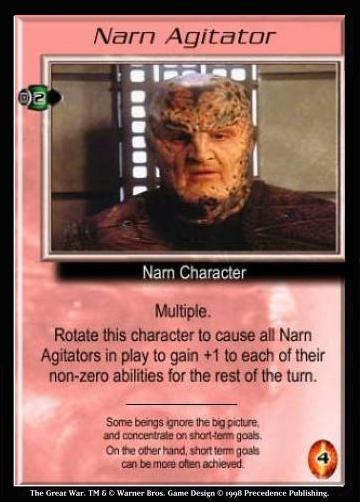 Narn Agitator
2
Narn Character
Multiple.
Rotate this character to cause all Narn
Agitators in play to gain +1 to each of their
non-zero abilities for the rest of the turn.
Some beings ignore the big picture,
and concentrate on short-term goals.
On the other hand, short term goals
can be more often achieved.
4
The Great War. TM & © Warner Bros. Game Design © 1998 Precedence Publishing.